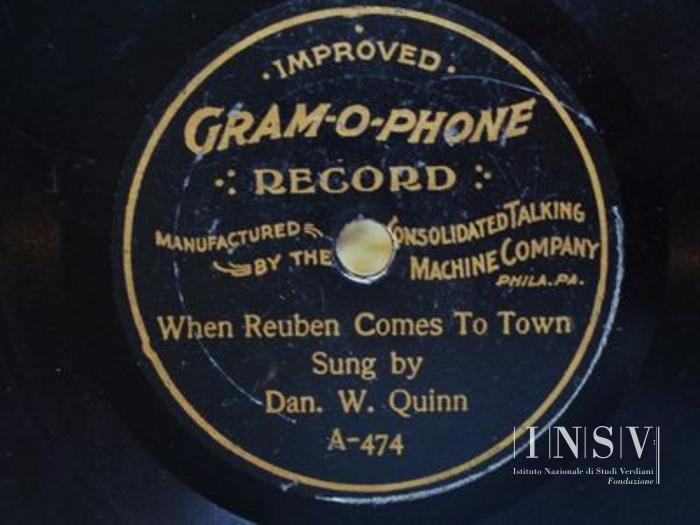 ·IMPROVED·
GRAM-O-PHONE
RECORD
MANUFACTURED
BY THE
CONSOLIDATED TALKING
MACHINE COMPANY
PHILA. PA.
When Reuben Comes To Town
Sung by
Dan. W. Quinn
A-474
INSV
Istituto Nazionale di Studi Verdiani
Fondazione